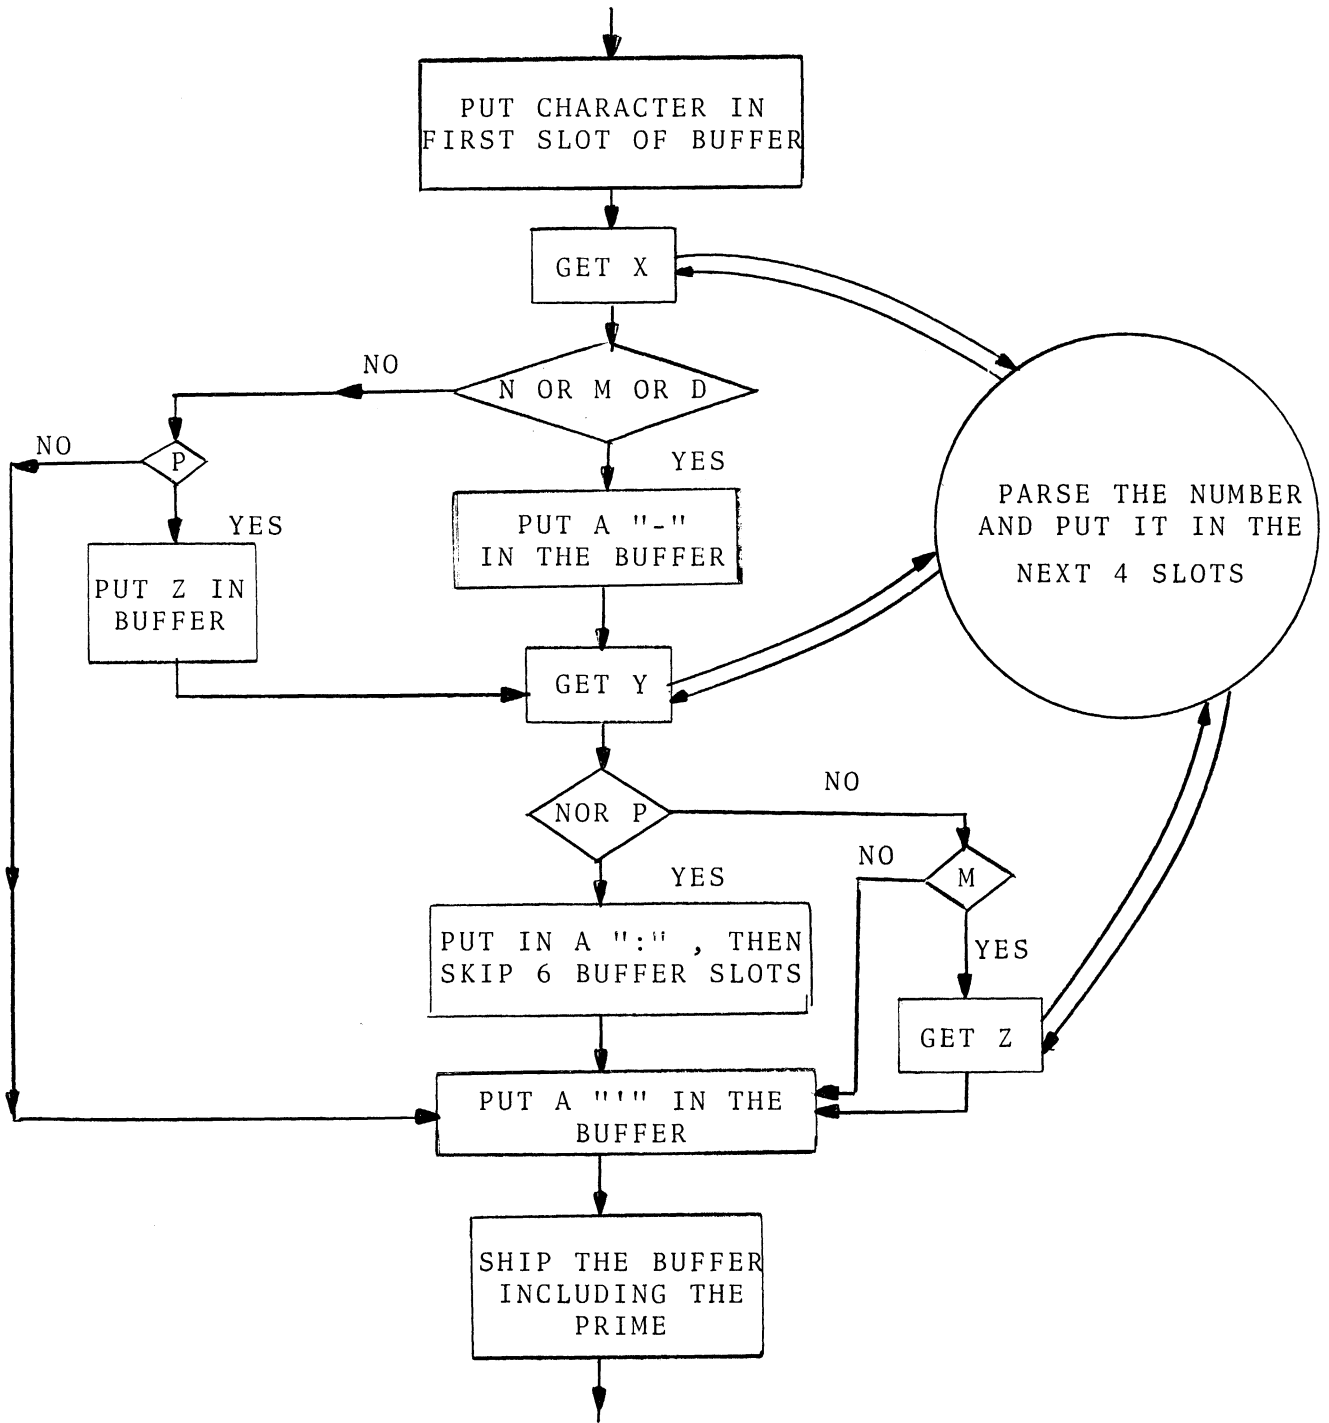 PUT CHARACTER IN
FIRST SLOT OF BUFFER
GET X
NO
N OR M OR D
NO
P
YES
YES
PUT A "-"
IN THE BUFFER
PARSE THE NUMBER
AND PUT IT IN THE
NEXT 4 SLOTS
PUT Z IN
BUFFER
GET Y
NO
NOR P
NO
M
YES
PUT IN A ":" , THEN
SKIP 6 BUFFER SLOTS
YES
GET Z
PUT A "'" IN THE
BUFFER
SHIP THE BUFFER
INCLUDING THE
PRIME